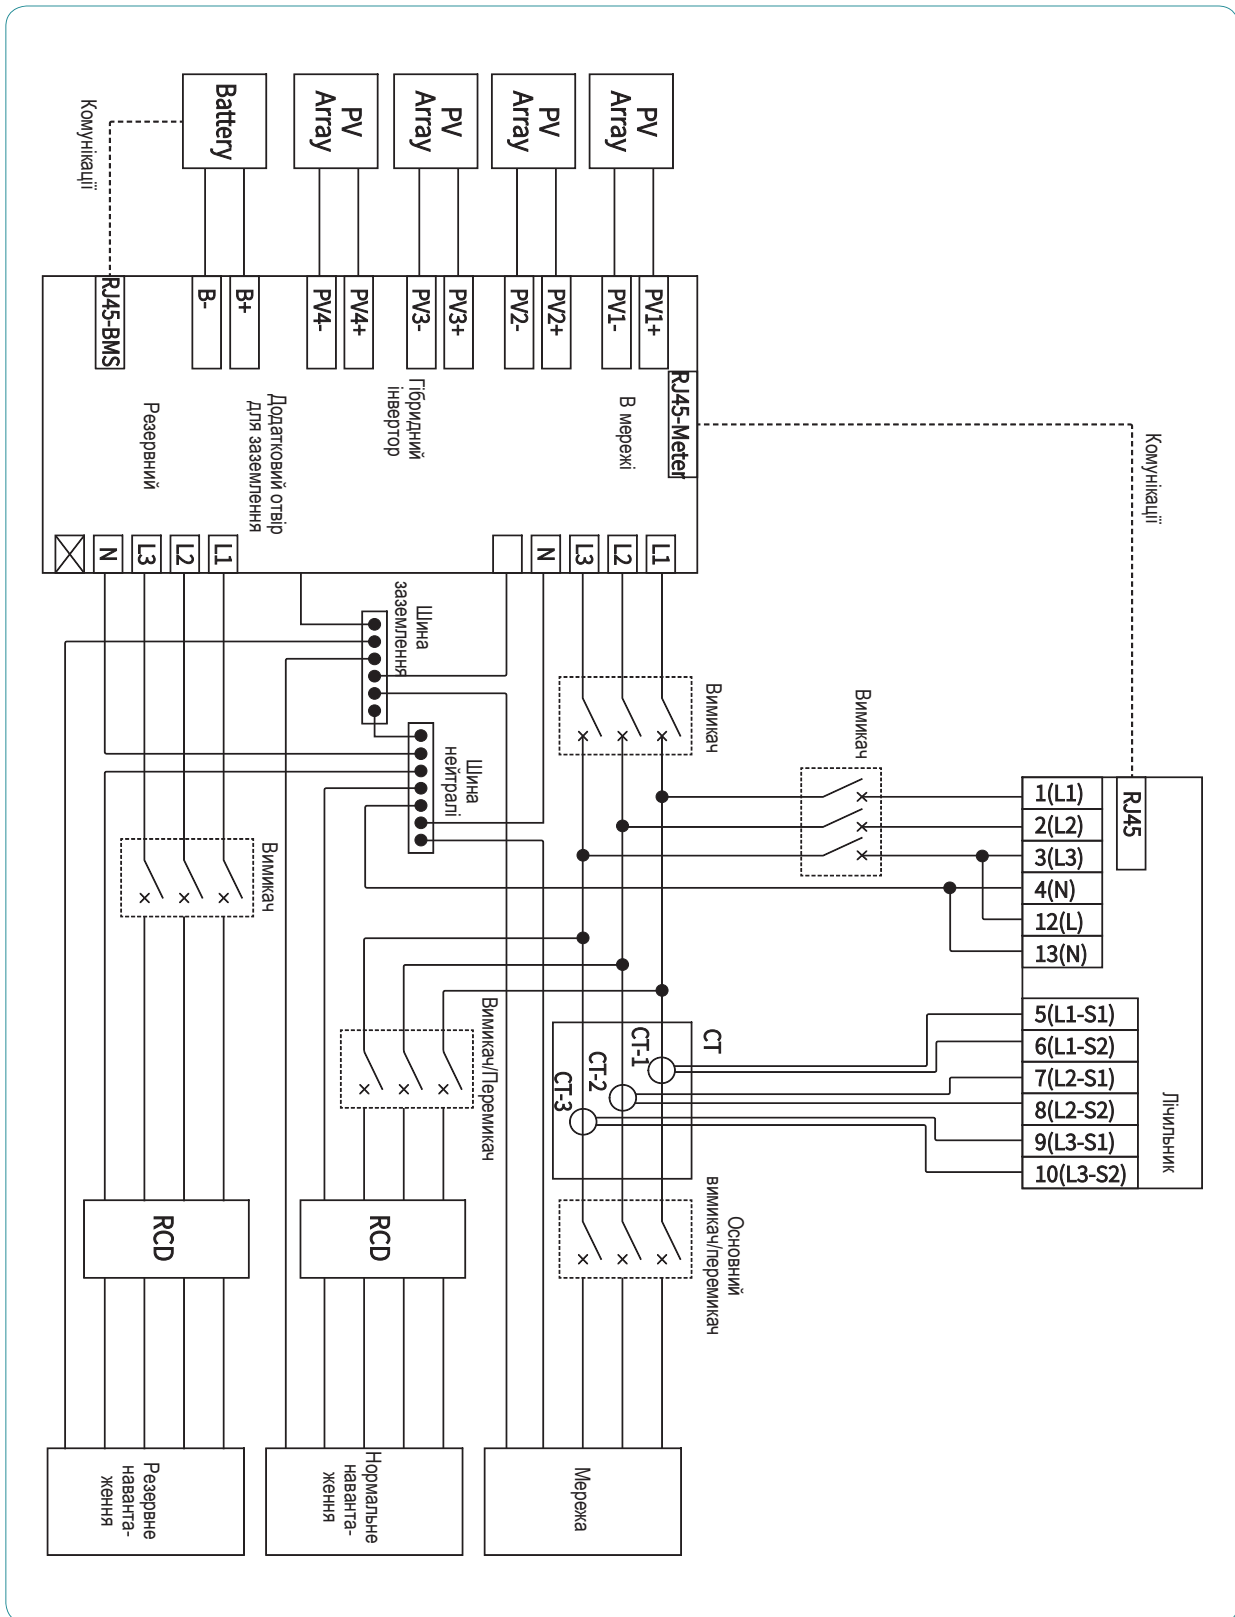 Комунікації
Battery
PV
Array
PV
Array
PV
Array
PV
Array
RJ45-BMS
B-
B+
PV4-
PV4+
PV3-
PV3+
PV2-
PV2+
PV1-
PV1+
RJ45-Meter
Резервний
Додатковий отвір
для заземлення
Гібридний
інвертор
В мережі
Комунікації
N
L3
L2
L1
N
L3
L2
L1
Шина
заземлення
Шина
нейтралі
Вимикач
Вимикач
Вимикач
RJ45
1(L1)
2(L2)
3(L3)
4(N)
12(L)
13(N)
5(L1-S1)
6(L1-S2)
7(L2-S1)
8(L2-S2)
9(L3-S1)
10(L3-S2)
Лічильник
Вимикач/Перемикач
CT
CT-1
CT-2
CT-3
Основний
вимикач/перемикач
RCD
RCD
Резервне
наванта-
ження
Нормальне
наванта-
ження
Мережа